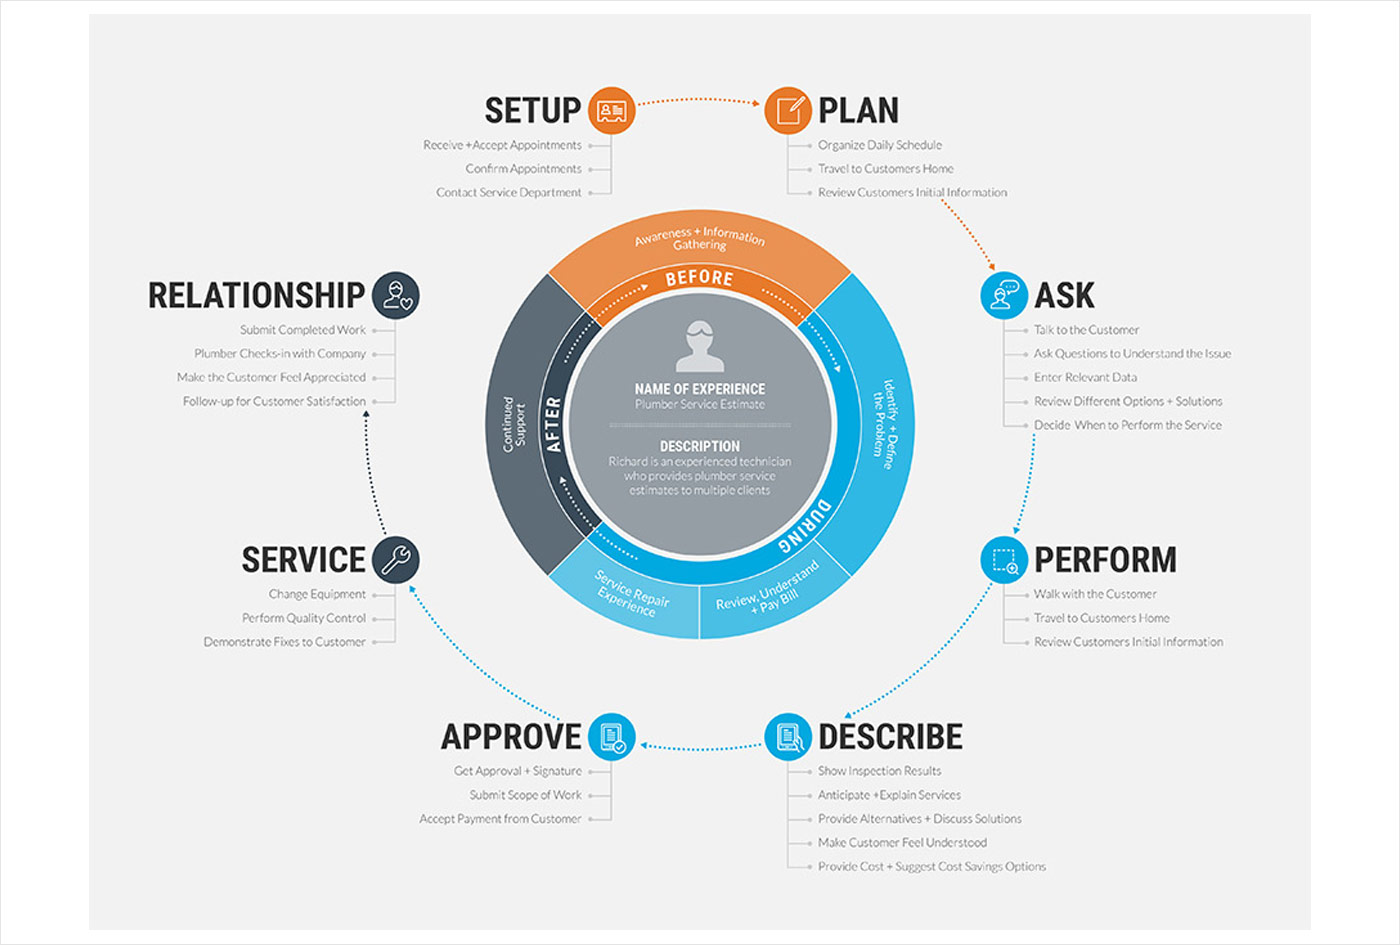 SETUP
Receive +Accept Appointments
Confirm Appointments
Contact Service Department
PLAN
Organize Daily Schedule
Travel to Customers Home
Review Customers Initial Information
ASK
Talk to the Customer
Ask Questions to Understand the Issue
Enter Relevant Data
Review Different Options + Solutions
Decide When to Perform the Service
PERFORM
Walk with the Customer
Travel to Customers Home
Review Customers Initial Information
DESCRIBE
Show Inspection Results
Anticipate +Explain Services
Provide Alternatives + Discuss Solutions
Make Customer Feel Understood
Provide Cost + Suggest Cost Savings Options
APPROVE
Get Approval + Signature
Submit Scope of Work
Accept Payment from Customer
SERVICE
Change Equipment
Perform Quality Control
Demonstrate Fixes to Customer
RELATIONSHIP
Submit Completed Work
Plumber Checks-in with Company
Make the Customer Feel Appreciated
Follow-up for Customer Satisfaction
Awareness + Information
Gathering
BEFORE
Identify + Define
the Problem
DURING
Review, Understand
+ Pay Bill
Service Repair
Experience
AFTER
Continued
Support
NAME OF EXPERIENCE
Plumber Service Estimate
DESCRIPTION
Richard is an experienced technician
who provides plumber service
estimates to multiple clients